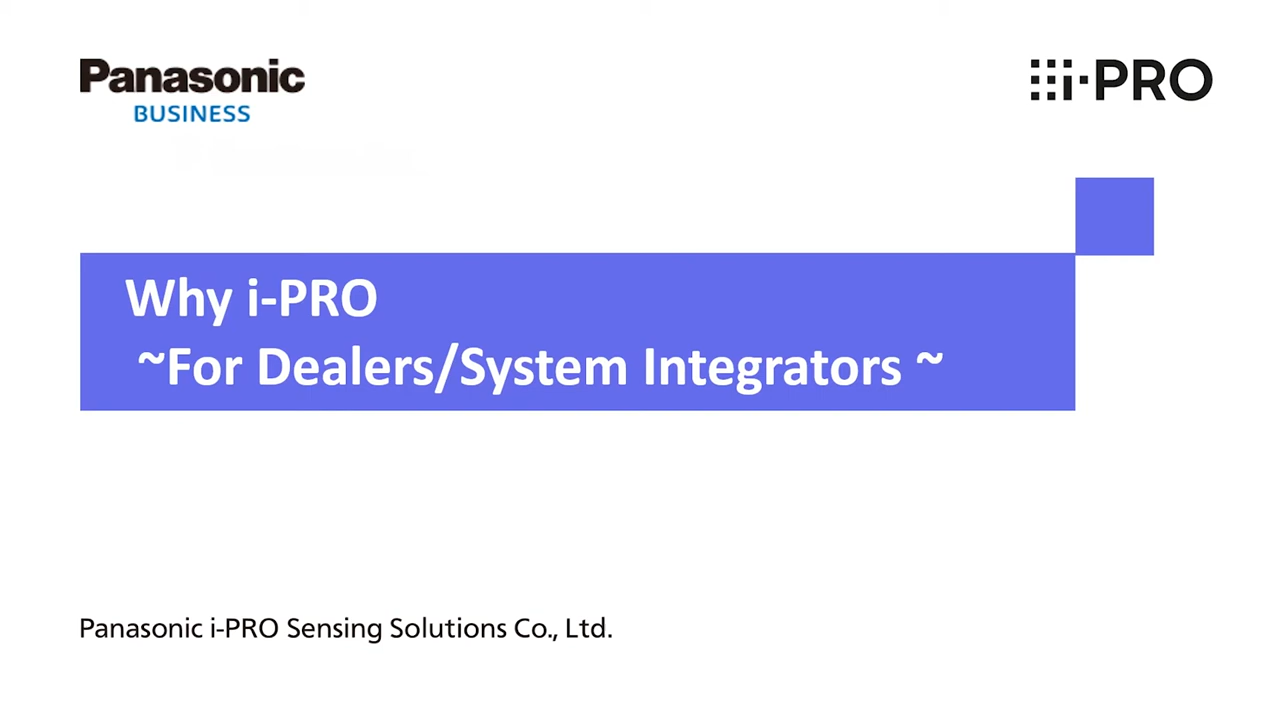 Panasonic
BUSINESS
i-PRO
Why i-PRO
~For Dealers/System Integrators ~
Panasonic i-PRO Sensing Solutions Co., Ltd.